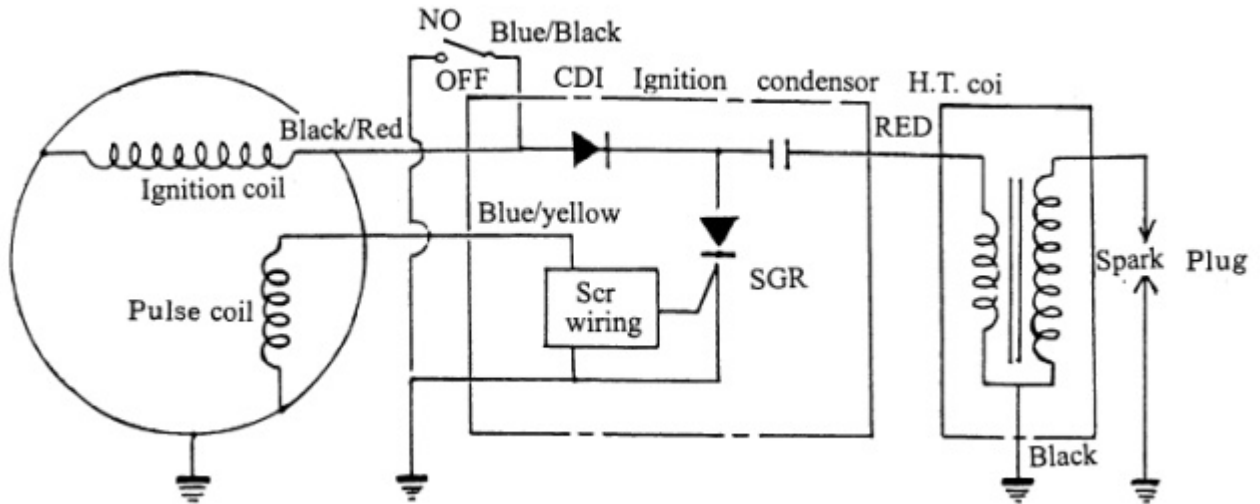 NO
Blue/Black
OFF
CDI Ignition condensor
H.T. coi
Black/Red
RED
Ignition coil
Blue/yellow
Pulse coil
Scr
wiring
SGR
Spark Plug
Black